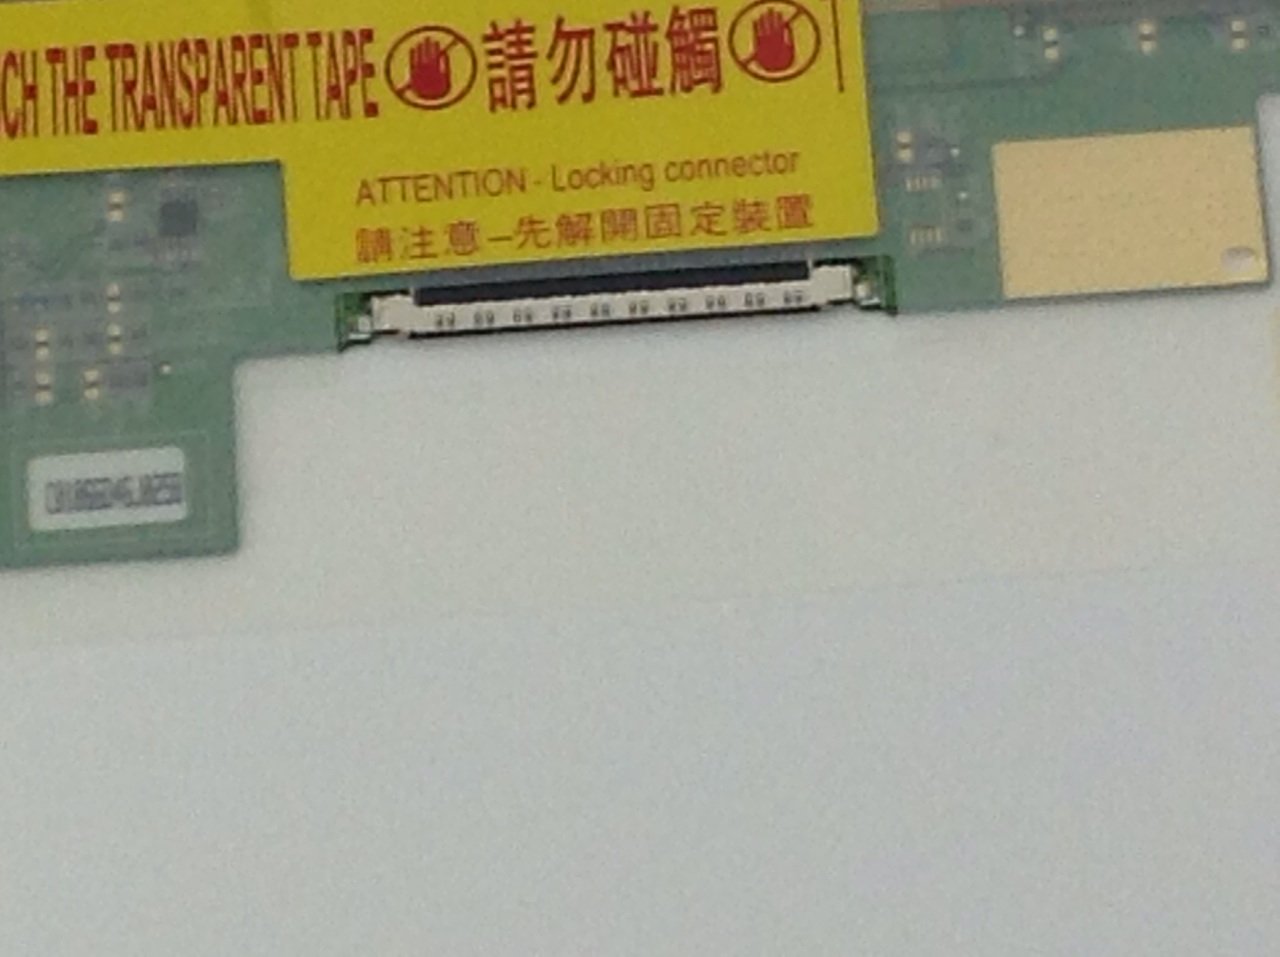 CH THE TRANSPARENT TAPE 請勿碰觸
ATTENTION - Locking connector
請注意–先解開固定裝置